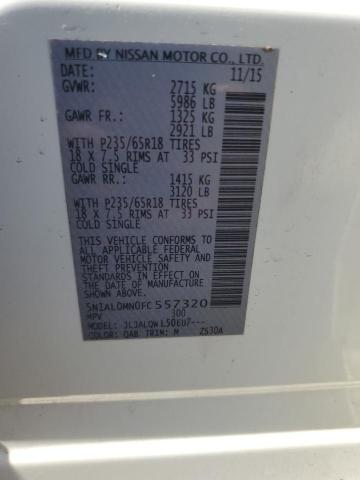 MFD BY NISSAN MOTOR CO., LTD.
DATE: 11/15
GVWR: 2715 KG
5986 LB
GAWR FR.: 1325 KG
2921 LB
WITH P235/65R18 TIRES
18 X 7.5 RIMS AT 33 PSI
COLD SINGLE
GAWR RR: 1415 KG
3120 LB
WITH P235/65R18 TIRES
18 X 7.5 RIMS AT 33 PSI
COLD SINGLE
THIS VEHICLE CONFORMS TO
ALL APPLICABLE FEDERAL
MOTOR VEHICLE SAFETY AND
THEFT PREVENTION
STANDARDS IN EFFECT ON
THE DATE OF MANUFACTURE
SHOWN ABOVE.
5N1AL0MN0FC557320
MPV 300
MODEL:
COLOR: QAB TRIM: M ZS30A